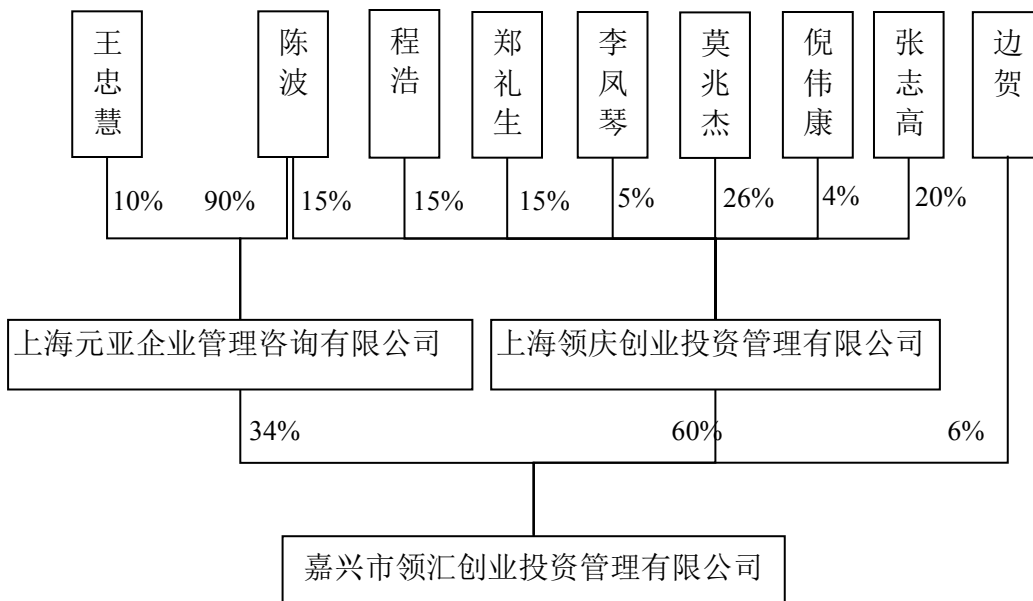 王忠慧
陈波
程浩
郑礼生
李凤琴
莫兆杰
倪伟康
张志高
边贺
10%
90%
15%
15%
15%
5%
26%
4%
20%
上海元亚企业管理咨询有限公司
上海领庆创业投资管理有限公司
34%
60%
6%
嘉兴市领汇创业投资管理有限公司